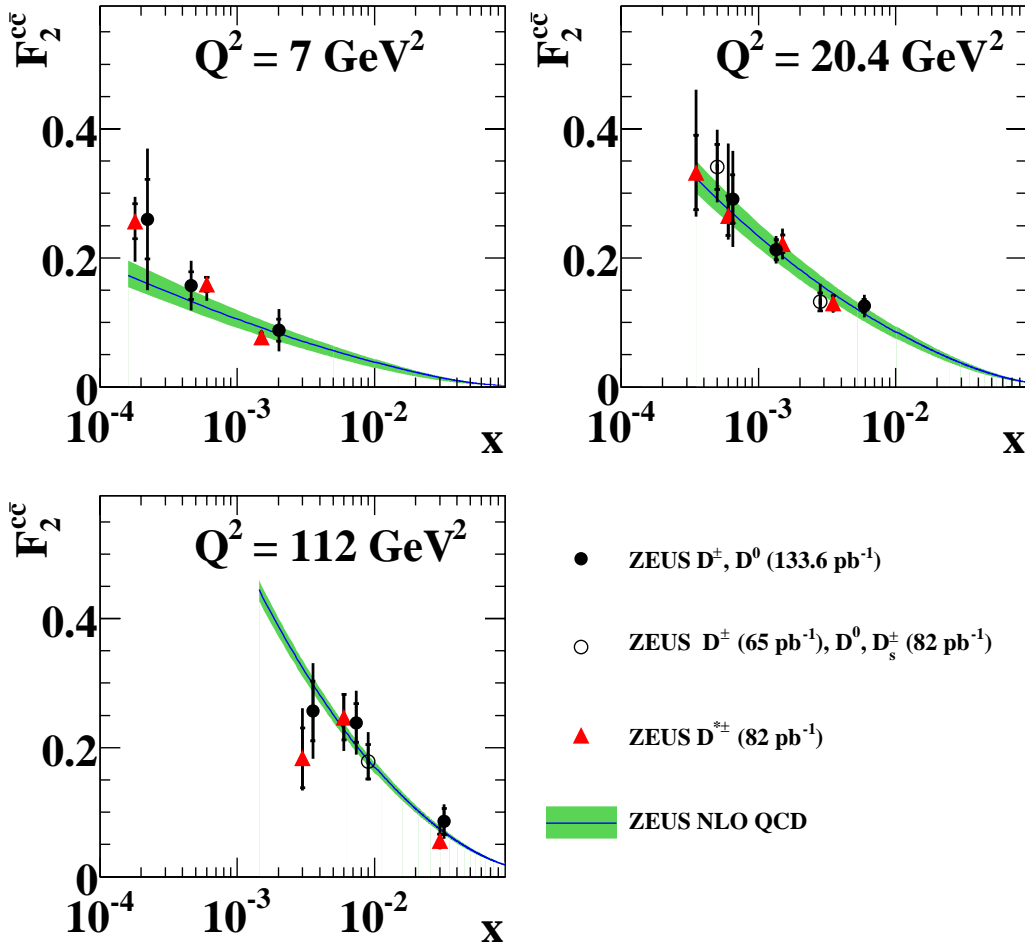 F₂^cc̄
Q² = 7 GeV²
0.4
0.2
0
10⁻⁴
10⁻³
10⁻²
x
F₂^cc̄
Q² = 20.4 GeV²
0.4
0.2
0
10⁻⁴
10⁻³
10⁻²
x
F₂^cc̄
Q² = 112 GeV²
0.4
0.2
0
10⁻⁴
10⁻³
10⁻²
x
ZEUS D^±, D⁰ (133.6 pb⁻¹)
ZEUS D^± (65 pb⁻¹), D⁰, D_s^± (82 pb⁻¹)
ZEUS D^*± (82 pb⁻¹)
ZEUS NLO QCD